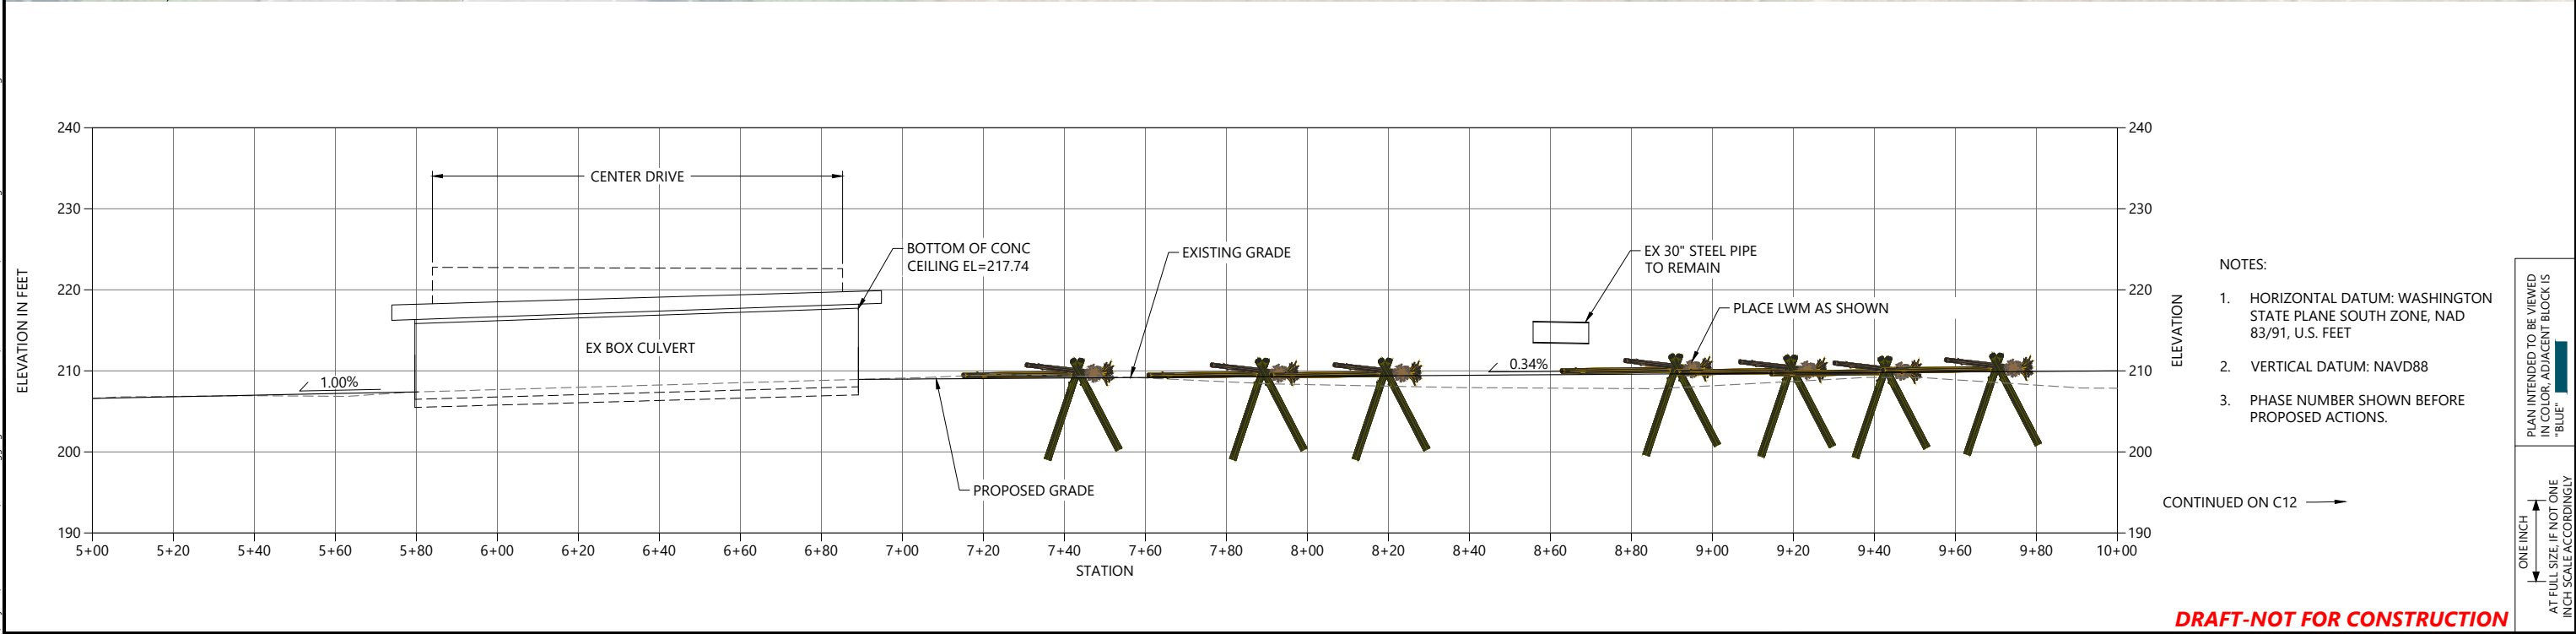 240
230
220
210
200
190
ELEVATION IN FEET
CENTER DRIVE
BOTTOM OF CONC
CEILING EL=217.74
EXISTING GRADE
EX 30" STEEL PIPE
TO REMAIN
PLACE LWM AS SHOWN
EX BOX CULVERT
1.00%
0.34%
PROPOSED GRADE
240
230
220
210
200
190
ELEVATION
5+00 5+20 5+40 5+60 5+80 6+00 6+20 6+40 6+60 6+80 7+00 7+20 7+40 7+60 7+80 8+00 8+20 8+40 8+60 8+80 9+00 9+20 9+40 9+60 9+80 10+00
STATION
NOTES:
1. HORIZONTAL DATUM: WASHINGTON
STATE PLANE SOUTH ZONE, NAD
83/91, U.S. FEET
2. VERTICAL DATUM: NAVD88
3. PHASE NUMBER SHOWN BEFORE
PROPOSED ACTIONS.
CONTINUED ON C12
PLAN INTENDED TO BE VIEWED
IN COLOR, ADJACENT BLOCK IS
"BLUE"
ONE INCH
AT FULL SIZE, IF NOT ONE
INCH SCALE ACCORDINGLY
DRAFT-NOT FOR CONSTRUCTION